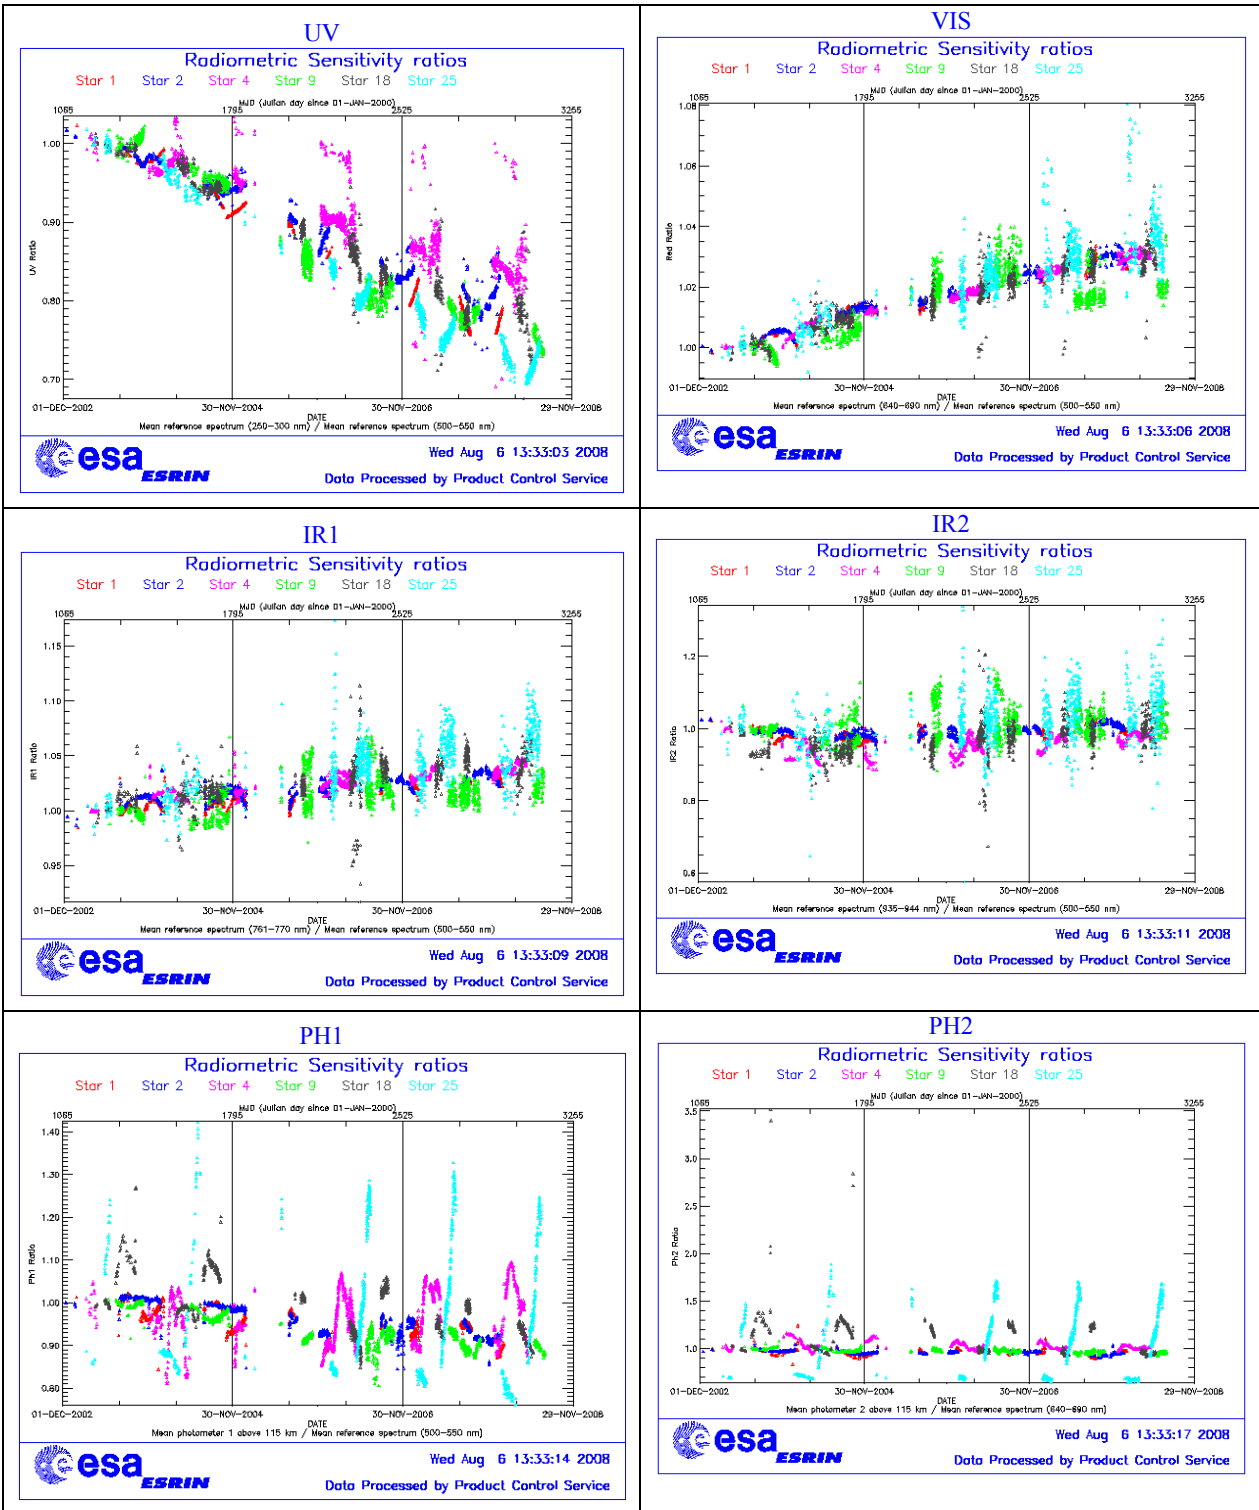 UV
Radiometric Sensitivity ratios
Star 1 Star 2 Star 4 Star 9 Star 18 Star 25
MJD (Julian day since 01-JAN-2000)
1065 1795 2525 3255
1.00
0.90
0.80
0.70
UV Ratio
01-DEC-2002 30-NOV-2004 30-NOV-2006 29-NOV-2008
DATE
Mean reference spectrum (250-300 nm) / Mean reference spectrum (500-550 nm)
esa
ESRIN
Wed Aug 6 13:33:03 2008
Data Processed by Product Control Service
VIS
Radiometric Sensitivity ratios
Star 1 Star 2 Star 4 Star 9 Star 18 Star 25
MJD (Julian day since 01-JAN-2000)
1065 1795 2525 3255
1.08
1.06
1.04
1.02
1.00
Red Ratio
01-DEC-2002 30-NOV-2004 30-NOV-2006 29-NOV-2008
DATE
Mean reference spectrum (640-690 nm) / Mean reference spectrum (500-550 nm)
esa
ESRIN
Wed Aug 6 13:33:06 2008
Data Processed by Product Control Service
IR1
Radiometric Sensitivity ratios
Star 1 Star 2 Star 4 Star 9 Star 18 Star 25
MJD (Julian day since 01-JAN-2000)
1065 1795 2525 3255
1.15
1.10
1.05
1.00
0.95
IR1 Ratio
01-DEC-2002 30-NOV-2004 30-NOV-2006 29-NOV-2008
DATE
Mean reference spectrum (761-770 nm) / Mean reference spectrum (500-550 nm)
esa
ESRIN
Wed Aug 6 13:33:09 2008
Data Processed by Product Control Service
IR2
Radiometric Sensitivity ratios
Star 1 Star 2 Star 4 Star 9 Star 18 Star 25
MJD (Julian day since 01-JAN-2000)
1065 1795 2525 3255
1.2
1.0
0.8
0.6
IR2 Ratio
01-DEC-2002 30-NOV-2004 30-NOV-2006 29-NOV-2008
DATE
Mean reference spectrum (935-944 nm) / Mean reference spectrum (500-550 nm)
esa
ESRIN
Wed Aug 6 13:33:11 2008
Data Processed by Product Control Service
PH1
Radiometric Sensitivity ratios
Star 1 Star 2 Star 4 Star 9 Star 18 Star 25
MJD (Julian day since 01-JAN-2000)
1065 1795 2525 3255
1.40
1.30
1.20
1.10
1.00
0.90
0.80
Ph1 Ratio
01-DEC-2002 30-NOV-2004 30-NOV-2006 29-NOV-2008
DATE
Mean photometer 1 above 115 km / Mean reference spectrum (500-550 nm)
esa
ESRIN
Wed Aug 6 13:33:14 2008
Data Processed by Product Control Service
PH2
Radiometric Sensitivity ratios
Star 1 Star 2 Star 4 Star 9 Star 18 Star 25
MJD (Julian day since 01-JAN-2000)
1065 1795 2525 3255
3.5
3.0
2.5
2.0
1.5
1.0
Ph2 Ratio
01-DEC-2002 30-NOV-2004 30-NOV-2006 29-NOV-2008
DATE
Mean photometer 2 above 115 km / Mean reference spectrum (640-690 nm)
esa
ESRIN
Wed Aug 6 13:33:17 2008
Data Processed by Product Control Service